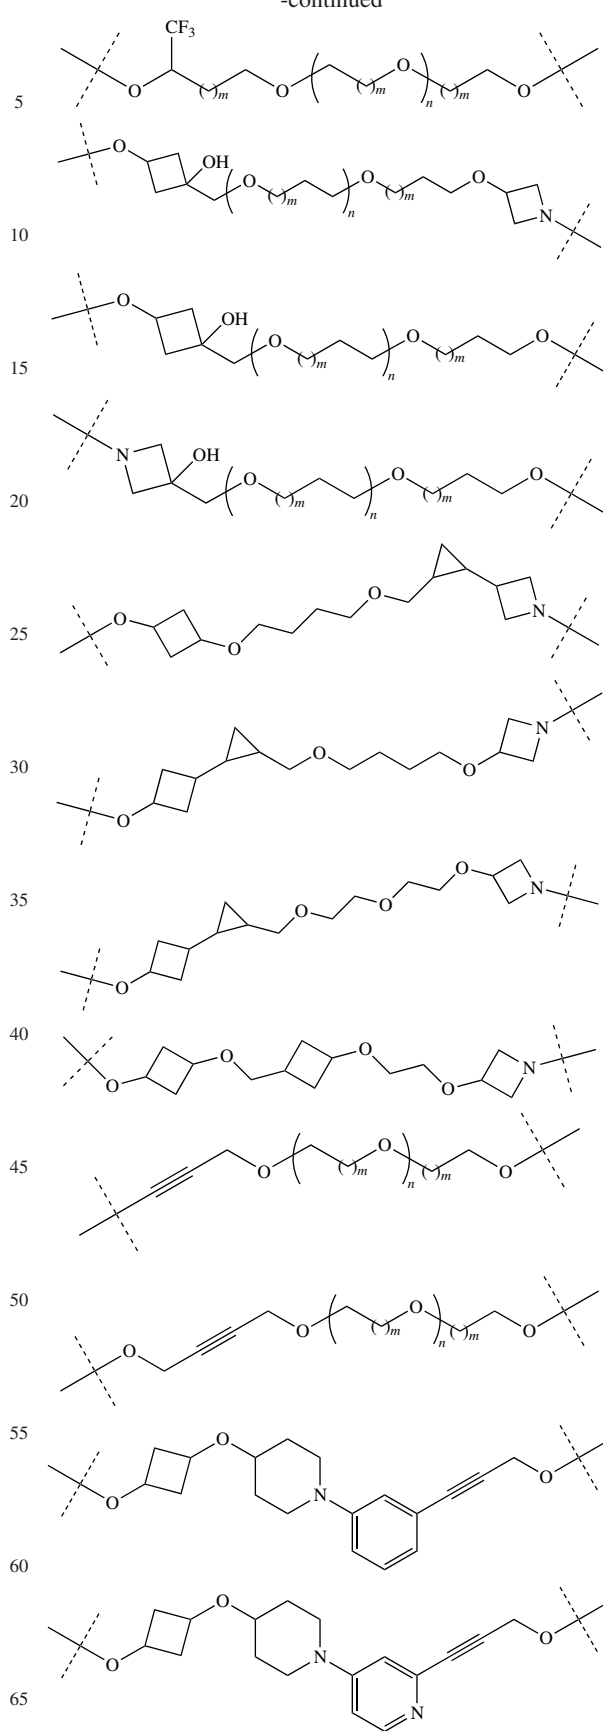 -continued
CF3
O ( )m O ( ( )m O )n ( )m O
5
O OH ( O ( )m )n O ( )m O N
10
O OH ( O ( )m )n O ( )m O
15
N OH ( O ( )m )n O ( )m O
20
O O O N
25
O O O N
30
O O O O N
35
O O O O N
40
O ( ( )m O )n ( )m O
45
50
O O ( ( )m O )n ( )m O
55
O O N O
60
O O N N O
65